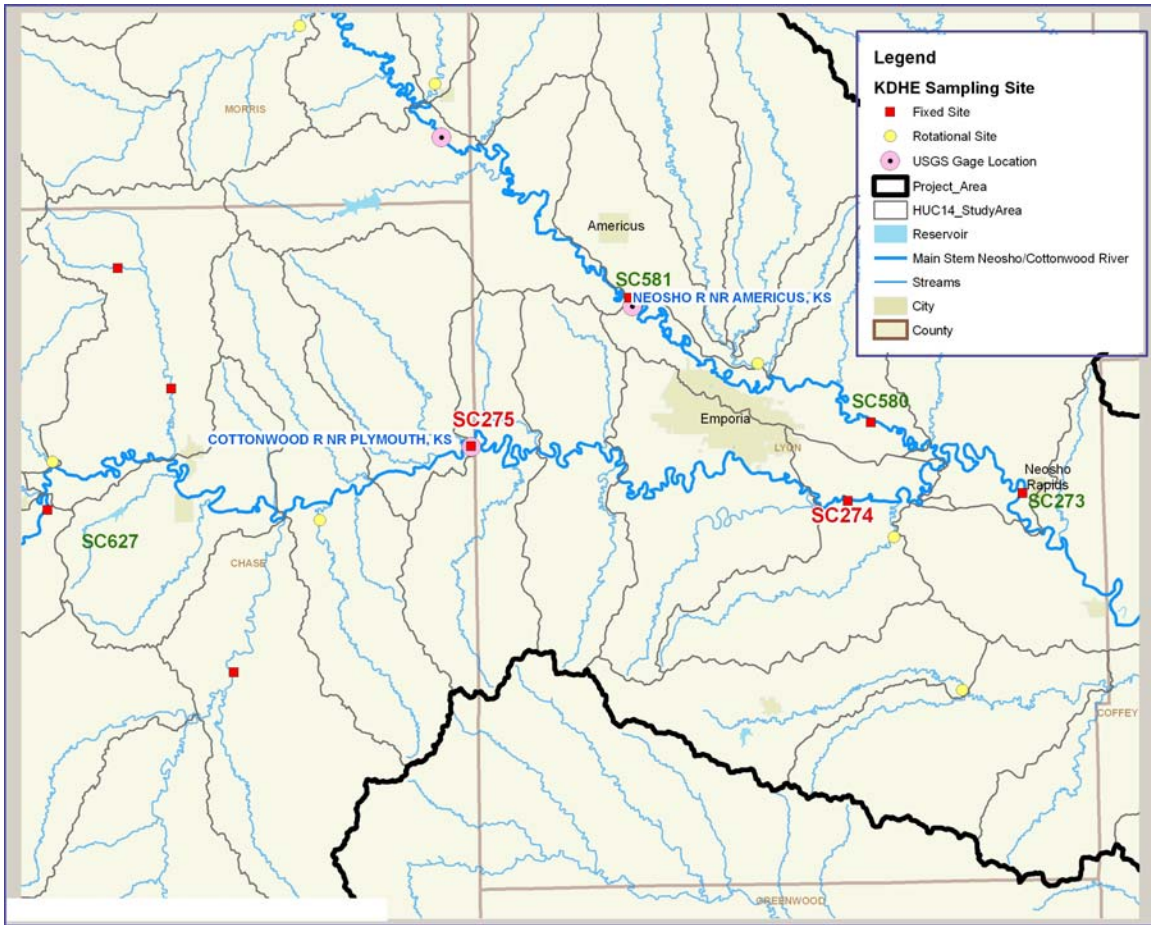 Legend
KDHE Sampling Site
Fixed Site
Rotational Site
USGS Gage Location
Project_Area
HUC14_StudyArea
Reservoir
Main Stem Neosho/Cottonwood River
Streams
City
County
MORRIS
Americus
SC581
NEOSHO R NR AMERICUS, KS
SC580
Emporia
SC275
COTTONWOOD R NR PLYMOUTH, KS
LYON
Neosho
Rapids
SC273
SC274
SC627
CHASE
COFFEY
GREENWOOD